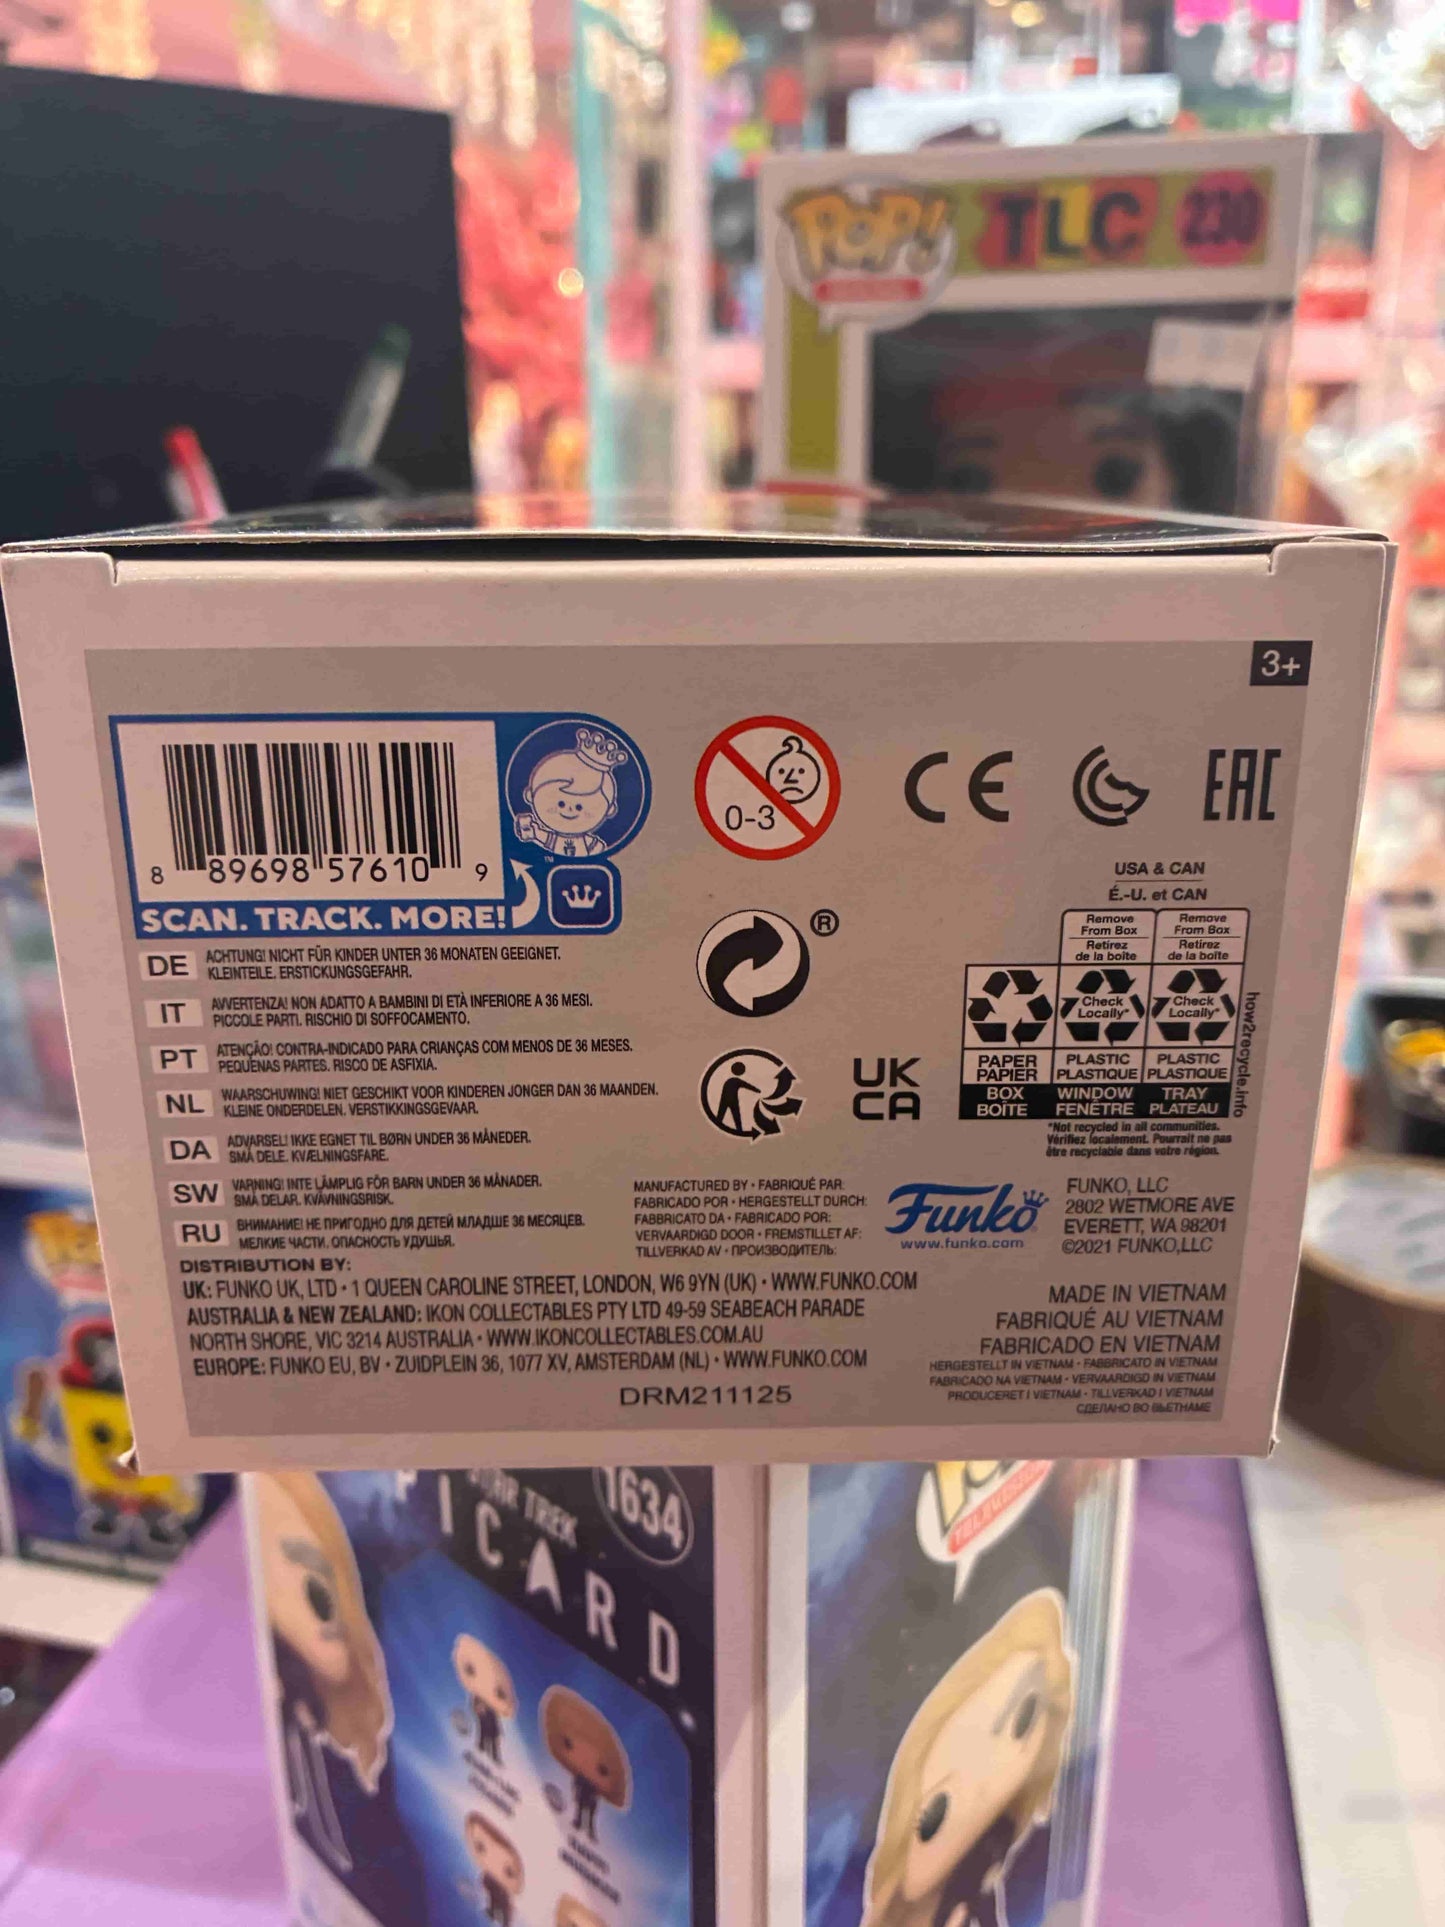 POP!
TLC
230
3+
8 89698 57610 9
SCAN. TRACK. MORE!
TM
0-3
CE
EAC
DE ACHTUNG! NICHT FÜR KINDER UNTER 36 MONATEN GEEIGNET.
KLEINTEILE. ERSTICKUNGSGEFAHR.
IT AVVERTENZA! NON ADATTO A BAMBINI DI ETÀ INFERIORE A 36 MESI.
PICCOLE PARTI. RISCHIO DI SOFFOCAMENTO.
PT ATENÇÃO! CONTRA-INDICADO PARA CRIANÇAS COM MENOS DE 36 MESES.
PEQUENAS PARTES. RISCO DE ASFIXIA.
NL WAARSCHUWING! NIET GESCHIKT VOOR KINDEREN JONGER DAN 36 MAANDEN.
KLEINE ONDERDELEN. VERSTIKKINGSGEVAAR.
DA ADVARSEL! IKKE EGNET TIL BØRN UNDER 36 MÅNEDER.
SMÅ DELE. KVÆLNINGSFARE.
SW VARNING! INTE LÄMPLIG FÖR BARN UNDER 36 MÅNADER.
SMÅ DELAR. KVÄVNINGSRISK.
RU ВНИМАНИЕ! НЕ ПРИГОДНО ДЛЯ ДЕТЕЙ МЛАДШЕ 36 МЕСЯЦЕВ.
МЕЛКИЕ ЧАСТИ. ОПАСНОСТЬ УДУШЬЯ.
®
UK
CA
USA & CAN
É.-U. et CAN
Remove
From Box
Retirez
de la boîte
Remove
From Box
Retirez
de la boîte
Check
Locally*
Check
Locally*
PAPER
PAPIER
PLASTIC
PLASTIQUE
PLASTIC
PLASTIQUE
BOX
BOÎTE
WINDOW
FENÊTRE
TRAY
PLATEAU
how2recycle.info
*Not recycled in all communities.
Vérifiez localement. Pourrait ne pas
être recyclable dans votre région.
MANUFACTURED BY • FABRIQUÉ PAR:
FABRICADO POR • HERGESTELLT DURCH:
FABBRICATO DA • FABRICADO POR:
VERVAARDIGD DOOR • FREMSTILLET AF:
TILLVERKAD AV • ПРОИЗВОДИТЕЛЬ:
Funko
www.funko.com
FUNKO, LLC
2802 WETMORE AVE
EVERETT, WA 98201
©2021 FUNKO,LLC
DISTRIBUTION BY:
UK: FUNKO UK, LTD • 1 QUEEN CAROLINE STREET, LONDON, W6 9YN (UK) • WWW.FUNKO.COM
AUSTRALIA & NEW ZEALAND: IKON COLLECTABLES PTY LTD 49-59 SEABEACH PARADE
NORTH SHORE, VIC 3214 AUSTRALIA • WWW.IKONCOLLECTABLES.COM.AU
EUROPE: FUNKO EU, BV • ZUIDPLEIN 36, 1077 XV, AMSTERDAM (NL) • WWW.FUNKO.COM
DRM211125
MADE IN VIETNAM
FABRIQUÉ AU VIETNAM
FABRICADO EN VIETNAM
HERGESTELLT IN VIETNAM • FABBRICATO IN VIETNAM
FABRICADO NA VIETNAM • VERVAARDIGD IN VIETNAM
PRODUCERET I VIETNAM • TILLVERKAD I VIETNAM
СДЕЛАНО ВО ВЬЕТНАМЕ
STAR TREK
PICARD
1634
TELEVISION